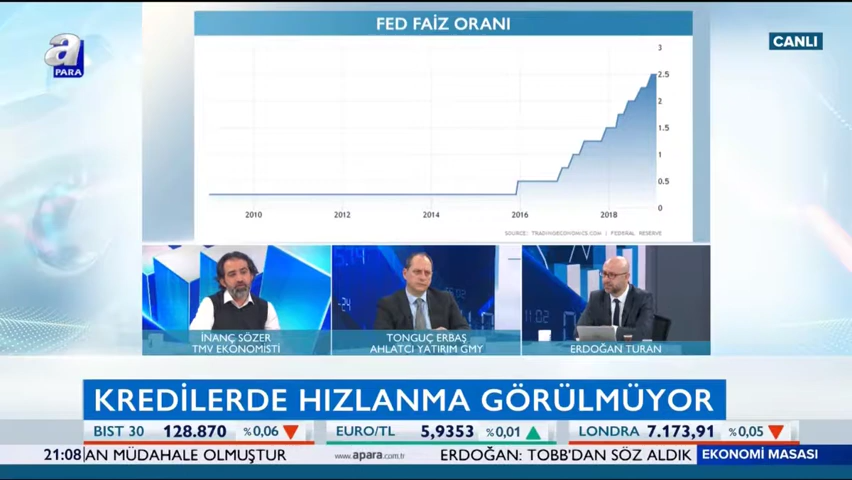 FED FAİZ ORANI
a
PARA
CANLI
3
2.5
2
1.5
1
0.5
0
2010 2012 2014 2016 2018
SOURCE: TRADINGECONOMICS.COM | FEDERAL RESERVE
İNANÇ SÖZER
TMV EKONOMİSTİ
TONGUÇ ERBAŞ
AHLATCI YATIRIM GMY
ERDOĞAN TURAN
KREDİLERDE HIZLANMA GÖRÜLMÜYOR
BIST 30 128.870 %0,06 EURO/TL 5,9353 %0,01 LONDRA 7.173,91 %0,05
21:08 AN MÜDAHALE OLMUŞTUR www.apara.com.tr ERDOĞAN: TOBB'DAN SÖZ ALDIK EKONOMİ MASASI